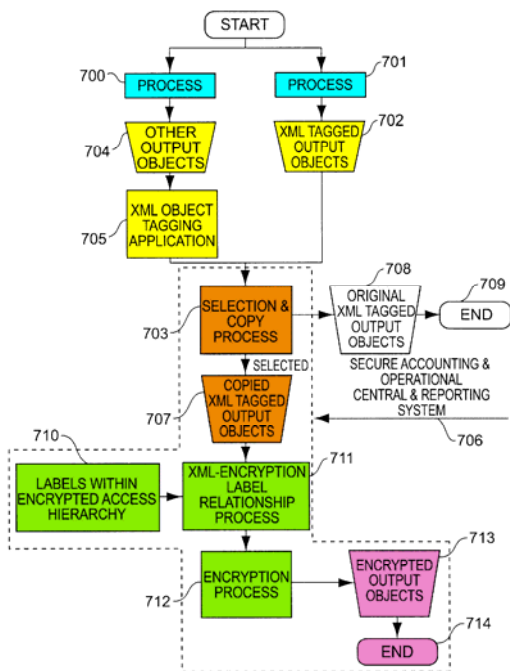 START
700
PROCESS
701
PROCESS
704
OTHER
OUTPUT
OBJECTS
702
XML TAGGED
OUTPUT
OBJECTS
705
XML OBJECT
TAGGING
APPLICATION
703
SELECTION &
COPY
PROCESS
708
ORIGINAL
XML TAGGED
OUTPUT
OBJECTS
709
END
SELECTED
707
COPIED
XML TAGGED
OUTPUT
OBJECTS
SECURE ACCOUNTING &
OPERATIONAL
CENTRAL & REPORTING
SYSTEM
706
710
LABELS WITHIN
ENCRYPTED ACCESS
HIERARCHY
711
XML-ENCRYPTION
LABEL
RELATIONSHIP
PROCESS
712
ENCRYPTION
PROCESS
713
ENCRYPTED
OUTPUT
OBJECTS
714
END